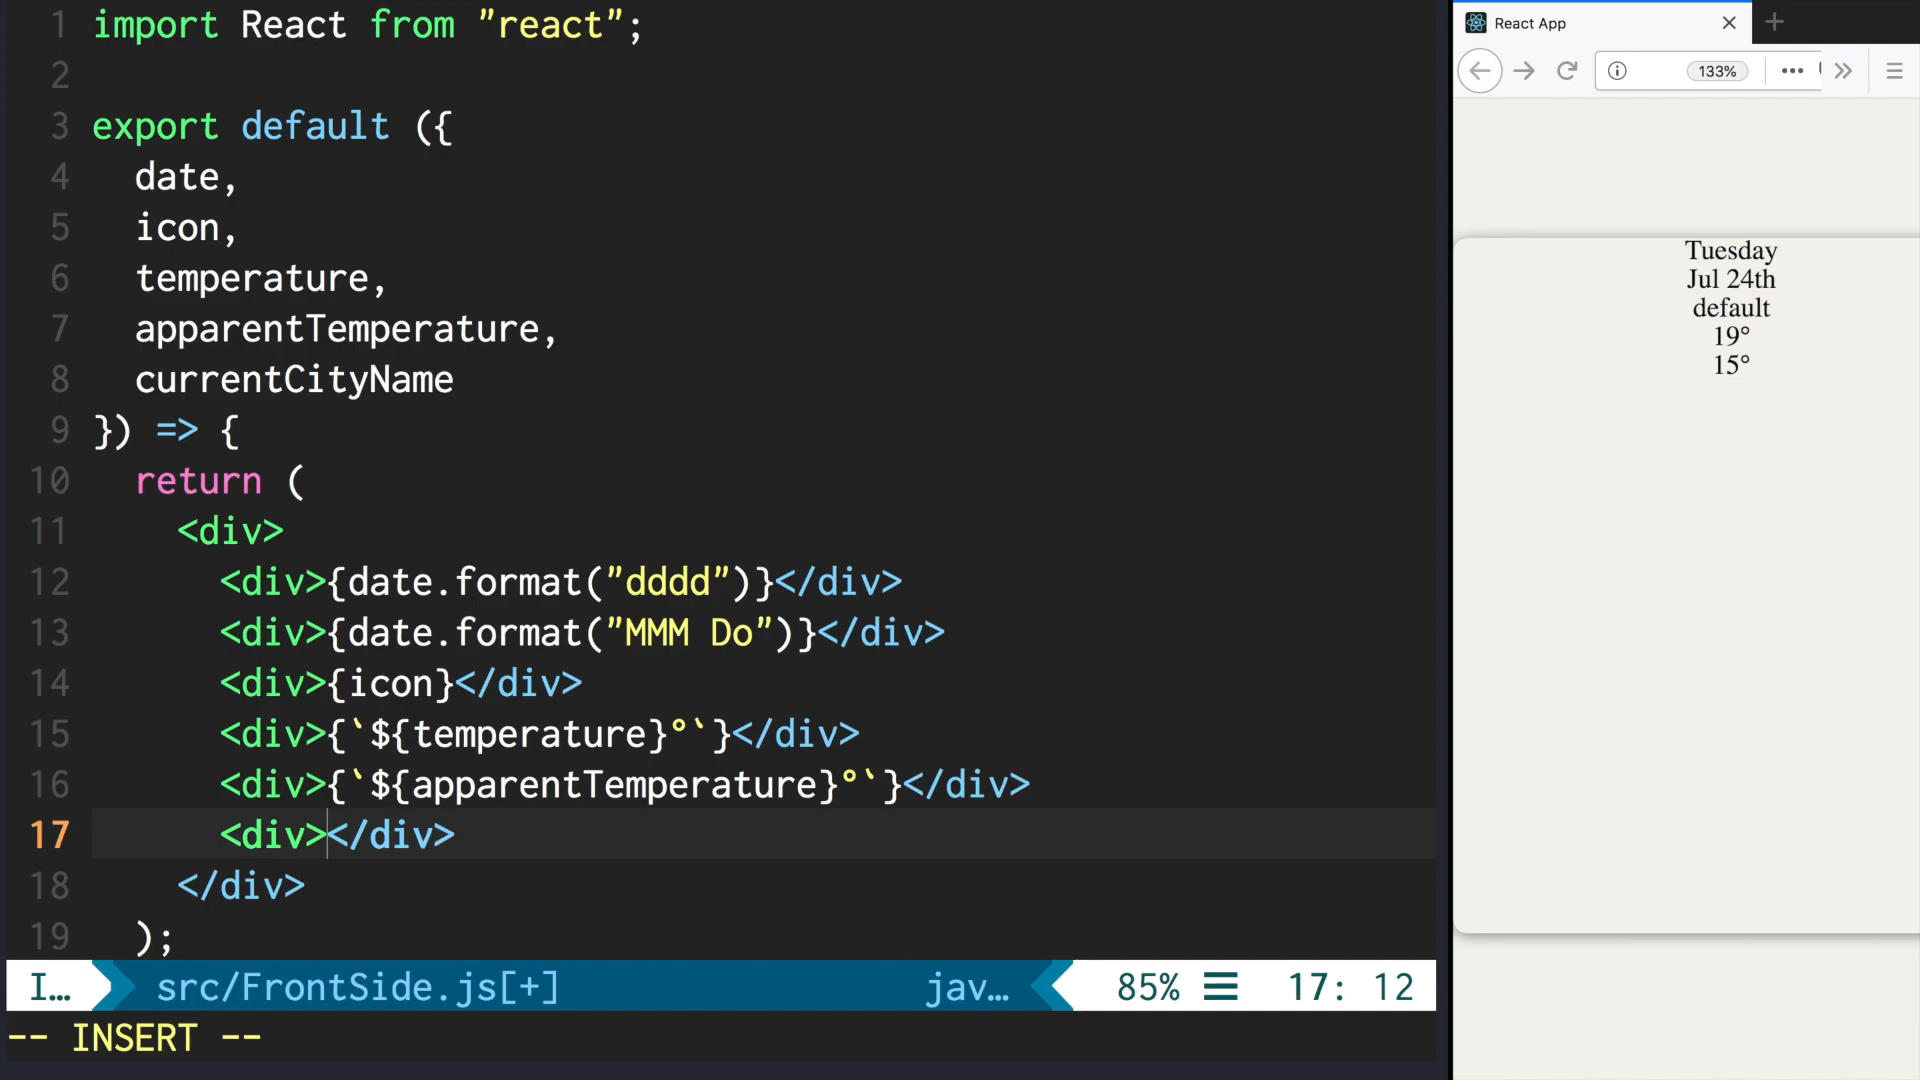 1 import React from "react";
2
3 export default ({
4 date,
5 icon,
6 temperature,
7 apparentTemperature,
8 currentCityName
9 }) => {
10 return (
11 <div>
12 <div>{date.format("dddd")}</div>
13 <div>{date.format("MMM Do")}</div>
14 <div>{icon}</div>
15 <div>{`${temperature}°`}</div>
16 <div>{`${apparentTemperature}°`}</div>
17 <div></div>
18 </div>
19 );
I… src/FrontSide.js[+] jav… 85% ☰ 17: 12
-- INSERT --
React App
133%
Tuesday
Jul 24th
default
19°
15°